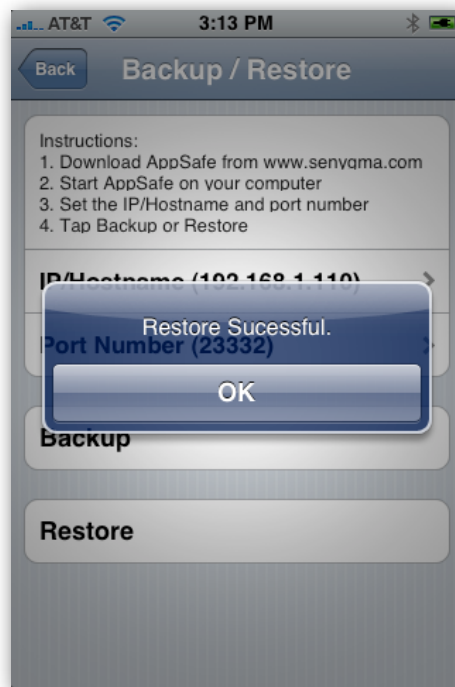 AT&T 3:13 PM
Back Backup / Restore
Instructions:
1. Download AppSafe from www.senygma.com
2. Start AppSafe on your computer
3. Set the IP/Hostname and port number
4. Tap Backup or Restore
IP/Hostname (192.168.1.110)
Restore Sucessful.
Port Number (23332)
OK
Backup
Restore